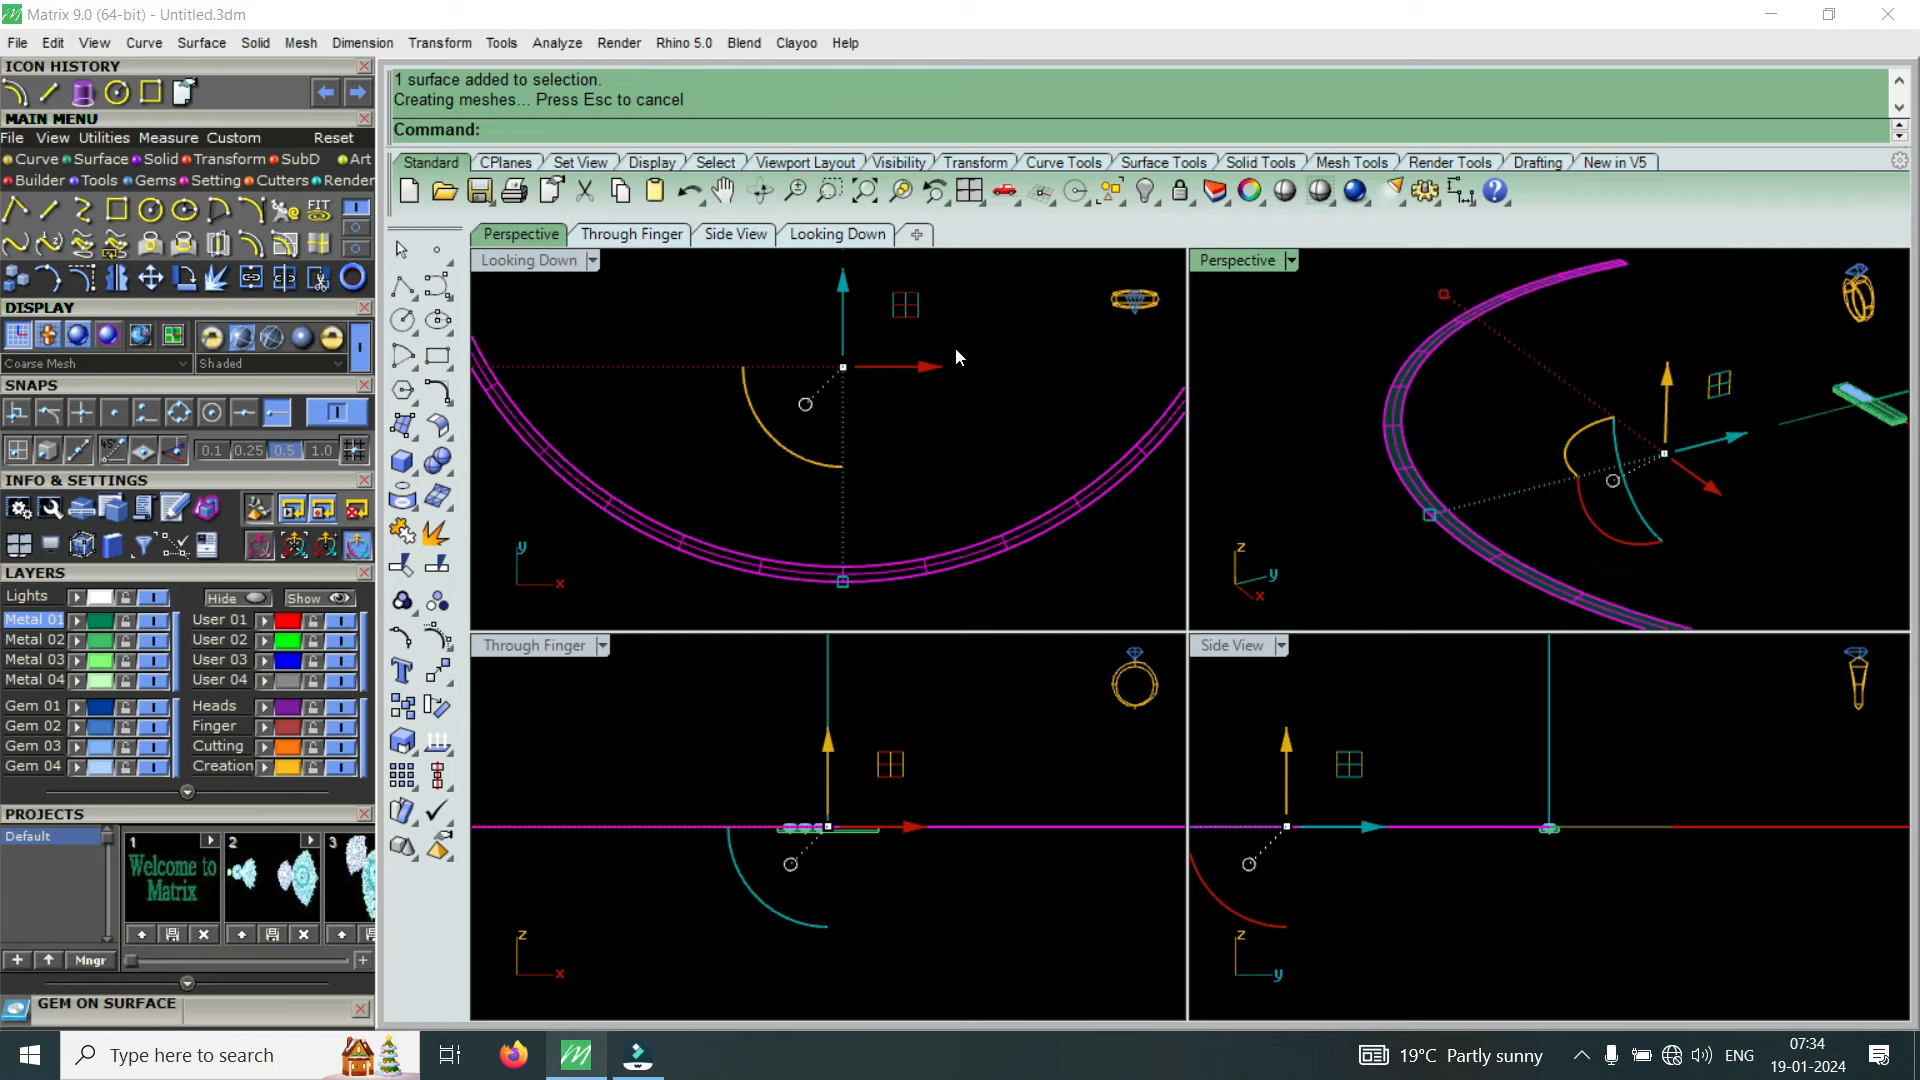 Matrix 9.0 (64-bit) - Untitled.3dm
File Edit View Curve Surface Solid Mesh Dimension Transform Tools Analyze Render Rhino 5.0 Blend Clayoo Help
ICON HISTORY
MAIN MENU
File View Utilities Measure Custom Reset
Curve Surface Solid Transform SubD Art
Builder Tools Gems Setting Cutters Render
FIT
DISPLAY
Coarse Mesh Shaded
SNAPS
0.1 0.25 0.5 1.0
INFO & SETTINGS
LAYERS
Lights Hide Show
Metal 01 User 01
Metal 02 User 02
Metal 03 User 03
Metal 04 User 04
Gem 01 Heads
Gem 02 Finger
Gem 03 Cutting
Gem 04 Creation
PROJECTS
Default
1 2 3
Welcome to
Matrix
Mngr
GEM ON SURFACE
1 surface added to selection.
Creating meshes... Press Esc to cancel
Command:
Standard CPlanes Set View Display Select Viewport Layout Visibility Transform Curve Tools Surface Tools Solid Tools Mesh Tools Render Tools Drafting New in V5
Perspective Through Finger Side View Looking Down
Looking Down
y
x
Perspective
z
y
x
Through Finger
z
x
Side View
z
y
Type here to search
19°C Partly sunny
ENG
07:34
19-01-2024